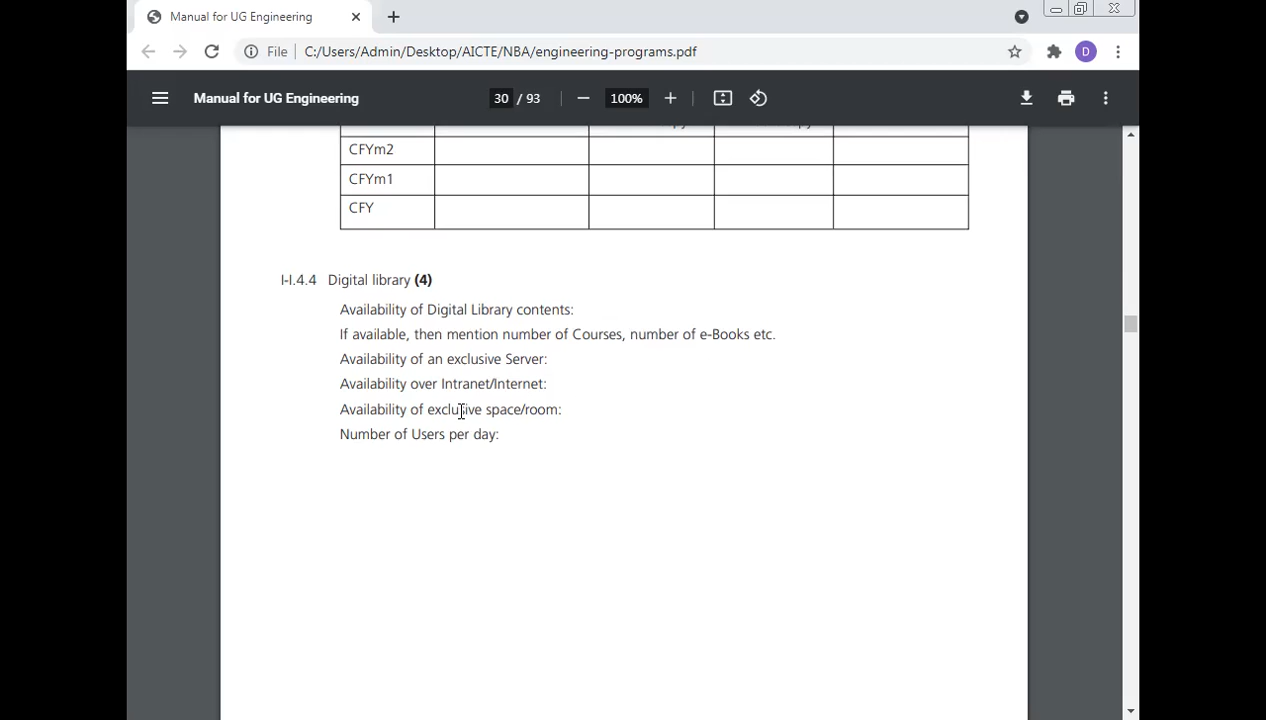 Manual for UG Engineering
File C:/Users/Admin/Desktop/AICTE/NBA/engineering-programs.pdf
D
Manual for UG Engineering
30 / 93
100%
CFYm2
CFYm1
CFY
I-I.4.4 Digital library (4)
Availability of Digital Library contents:
If available, then mention number of Courses, number of e-Books etc.
Availability of an exclusive Server:
Availability over Intranet/Internet:
Availability of exclusive space/room:
Number of Users per day: